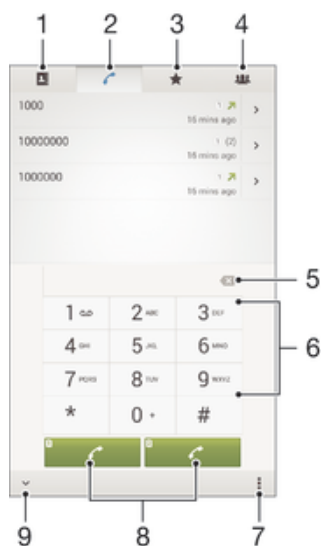 1 2 3 4
1000
1
16 mins ago
10000000
1 (2)
16 mins ago
1000000
1
16 mins ago
5
1 2 ABC 3 DEF
4 GHI 5 JKL 6 MNO
6
7 PQRS 8 TUV 9 WXYZ
* 0 + #
9 8 7